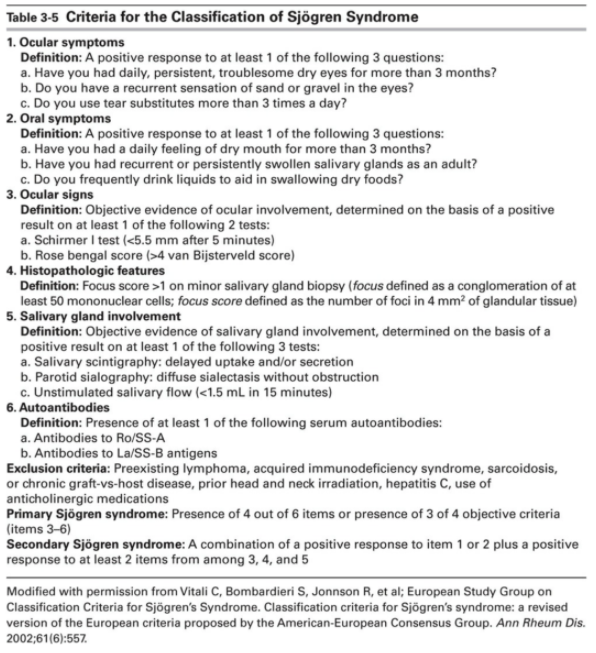 Table 3-5 Criteria for the Classification of Sjögren Syndrome
1. Ocular symptoms
Definition: A positive response to at least 1 of the following 3 questions:
a. Have you had daily, persistent, troublesome dry eyes for more than 3 months?
b. Do you have a recurrent sensation of sand or gravel in the eyes?
c. Do you use tear substitutes more than 3 times a day?
2. Oral symptoms
Definition: A positive response to at least 1 of the following 3 questions:
a. Have you had a daily feeling of dry mouth for more than 3 months?
b. Have you had recurrent or persistently swollen salivary glands as an adult?
c. Do you frequently drink liquids to aid in swallowing dry foods?
3. Ocular signs
Definition: Objective evidence of ocular involvement, determined on the basis of a positive
result on at least 1 of the following 2 tests:
a. Schirmer I test (<5.5 mm after 5 minutes)
b. Rose bengal score (>4 van Bijsterveld score)
4. Histopathologic features
Definition: Focus score >1 on minor salivary gland biopsy (focus defined as a conglomeration of at
least 50 mononuclear cells; focus score defined as the number of foci in 4 mm² of glandular tissue)
5. Salivary gland involvement
Definition: Objective evidence of salivary gland involvement, determined on the basis of a
positive result on at least 1 of the following 3 tests:
a. Salivary scintigraphy: delayed uptake and/or secretion
b. Parotid sialography: diffuse sialectasis without obstruction
c. Unstimulated salivary flow (<1.5 mL in 15 minutes)
6. Autoantibodies
Definition: Presence of at least 1 of the following serum autoantibodies:
a. Antibodies to Ro/SS-A
b. Antibodies to La/SS-B antigens
Exclusion criteria: Preexisting lymphoma, acquired immunodeficiency syndrome, sarcoidosis,
or chronic graft-vs-host disease, prior head and neck irradiation, hepatitis C, use of
anticholinergic medications
Primary Sjögren syndrome: Presence of 4 out of 6 items or presence of 3 of 4 objective criteria
(items 3–6)
Secondary Sjögren syndrome: A combination of a positive response to item 1 or 2 plus a positive
response to at least 2 items from among 3, 4, and 5
Modified with permission from Vitali C, Bombardieri S, Jonnson R, et al; European Study Group on
Classification Criteria for Sjögren's Syndrome. Classification criteria for Sjögren's syndrome: a revised
version of the European criteria proposed by the American-European Consensus Group. Ann Rheum Dis.
2002;61(6):557.